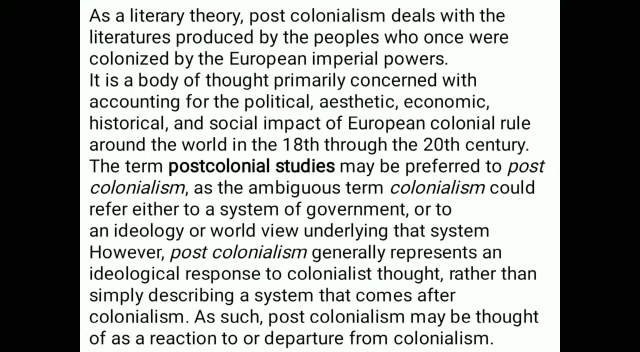 As a literary theory, post colonialism deals with the
literatures produced by the peoples who once were
colonized by the European imperial powers.
It is a body of thought primarily concerned with
accounting for the political, aesthetic, economic,
historical, and social impact of European colonial rule
around the world in the 18th through the 20th century.
The term postcolonial studies may be preferred to post
colonialism, as the ambiguous term colonialism could
refer either to a system of government, or to
an ideology or world view underlying that system
However, post colonialism generally represents an
ideological response to colonialist thought, rather than
simply describing a system that comes after
colonialism. As such, post colonialism may be thought
of as a reaction to or departure from colonialism.